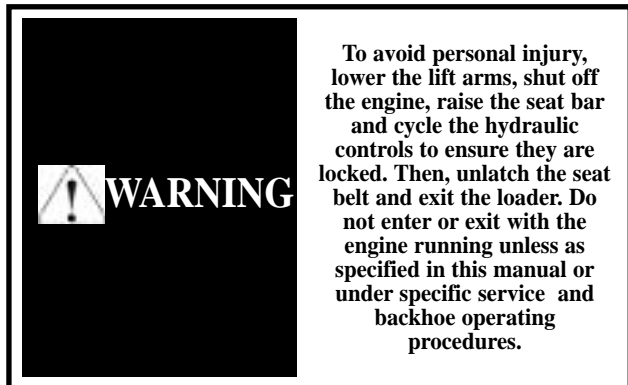 WARNING
To avoid personal injury,
lower the lift arms, shut off
the engine, raise the seat bar
and cycle the hydraulic
controls to ensure they are
locked. Then, unlatch the seat
belt and exit the loader. Do
not enter or exit with the
engine running unless as
specified in this manual or
under specific service and
backhoe operating
procedures.